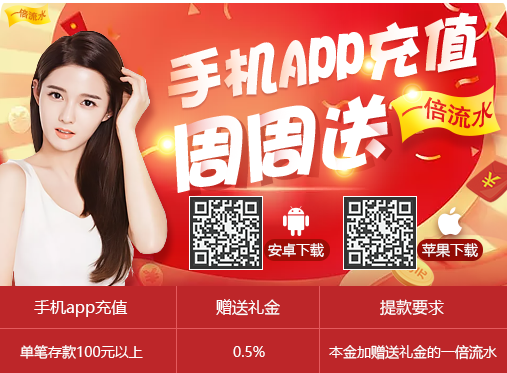 一倍流水
手机APP充值
周周送
一倍流水
安卓下载
苹果下载
手机app充值 赠送礼金 提款要求
单笔存款100元以上 0.5% 本金加赠送礼金的一倍流水